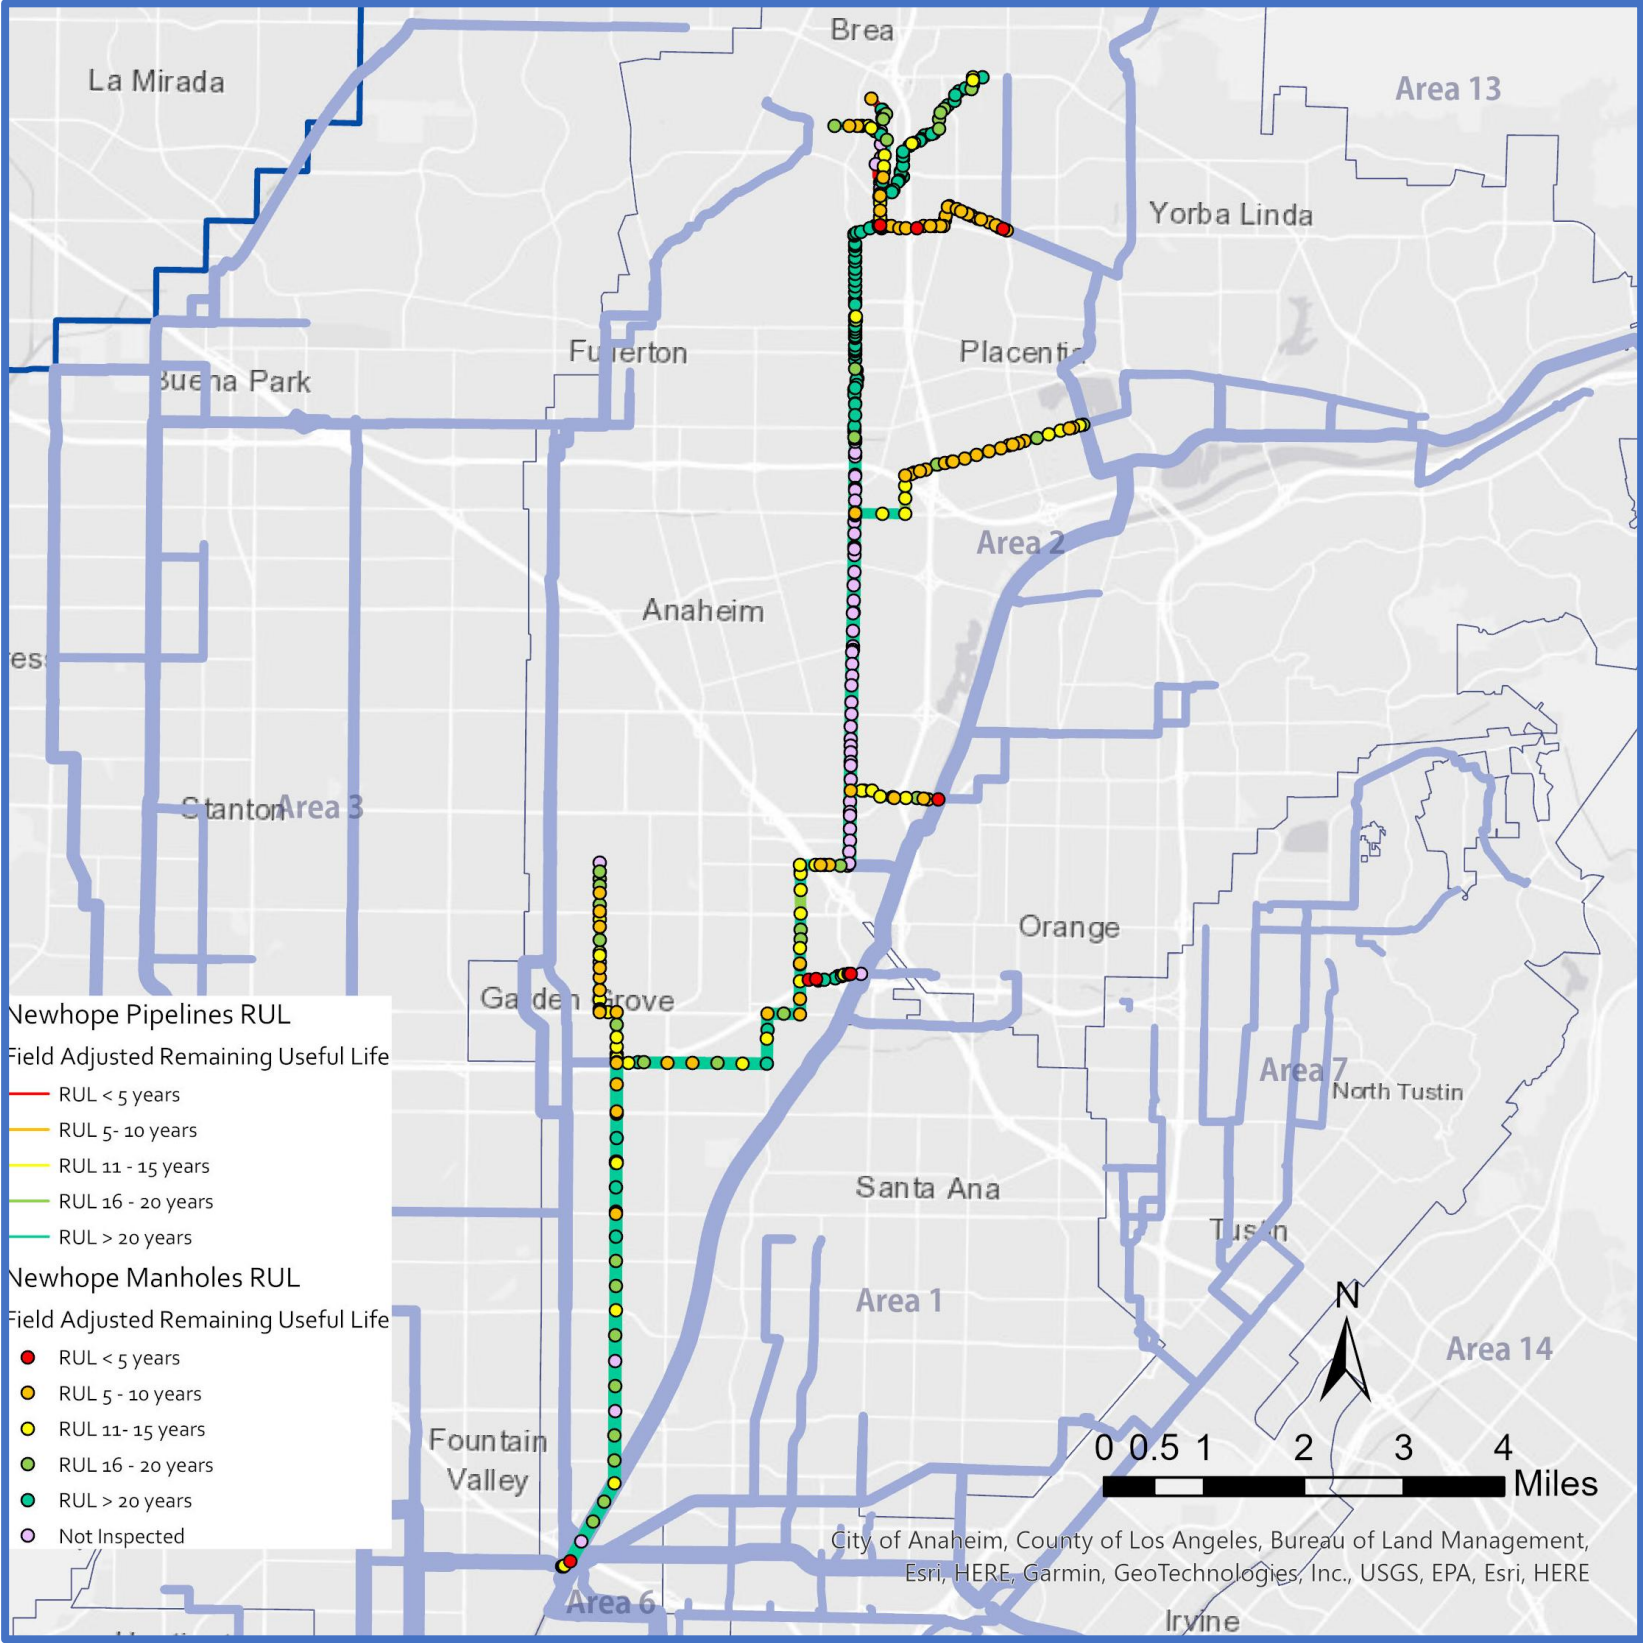 Brea
La Mirada
Area 13
Yorba Linda
Fullerton
Placentia
Buena Park
Area 2
Anaheim
ress
Stanton
Area 3
Orange
Garden Grove
Newhope Pipelines RUL
Field Adjusted Remaining Useful Life
RUL < 5 years
RUL 5- 10 years
RUL 11 - 15 years
RUL 16 - 20 years
RUL > 20 years
Newhope Manholes RUL
Field Adjusted Remaining Useful Life
RUL < 5 years
RUL 5 - 10 years
RUL 11- 15 years
RUL 16 - 20 years
RUL > 20 years
Not Inspected
Area 7
North Tustin
Santa Ana
Tustin
Area 1
N
Area 14
Fountain
Valley
0 0.5 1 2 3 4
Miles
City of Anaheim, County of Los Angeles, Bureau of Land Management,
Esri, HERE, Garmin, GeoTechnologies, Inc., USGS, EPA, Esri, HERE
Area 6
Irvine